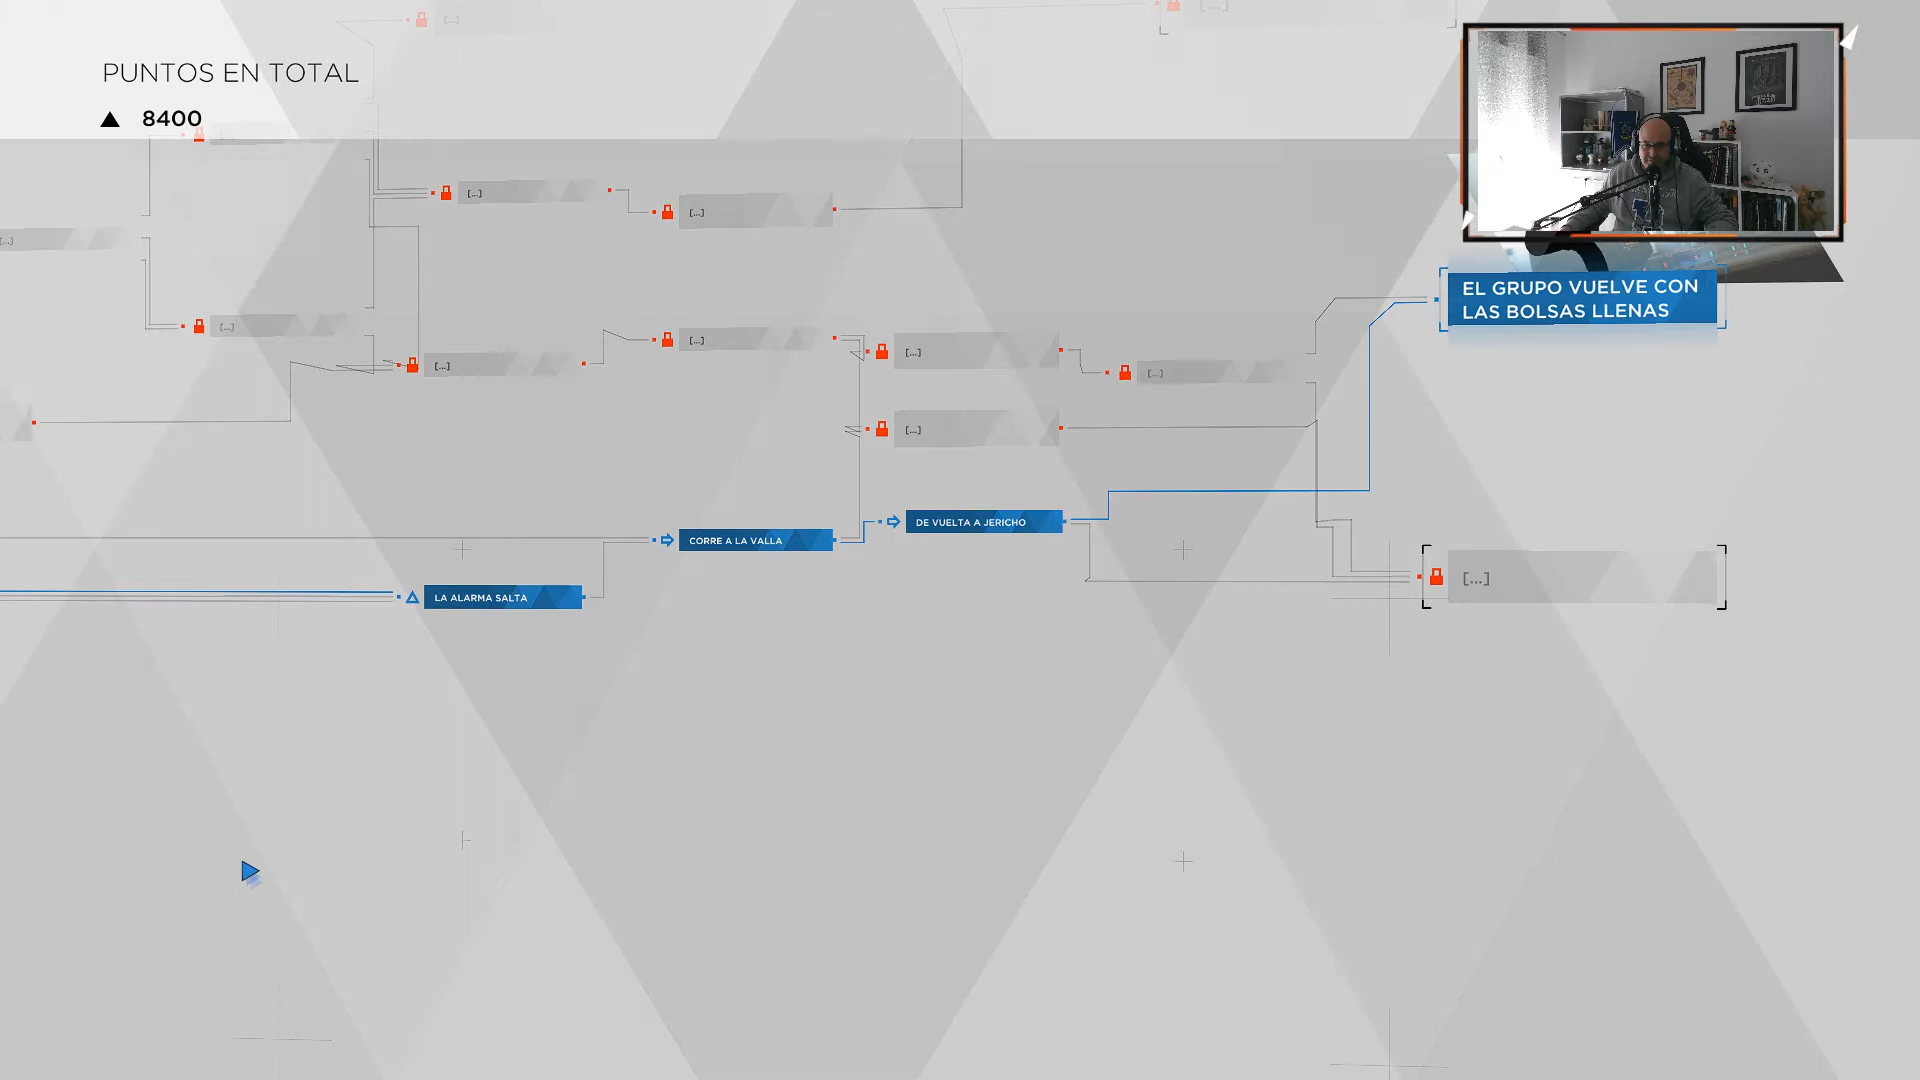 PUNTOS EN TOTAL
8400
[...]
[...]
[...]
[...]
[...]
[...]
[...]
[...]
[...]
[...]
[...]
[...]
EL GRUPO VUELVE CON
LAS BOLSAS LLENAS
DE VUELTA A JERICHO
CORRE A LA VALLA
[...]
LA ALARMA SALTA